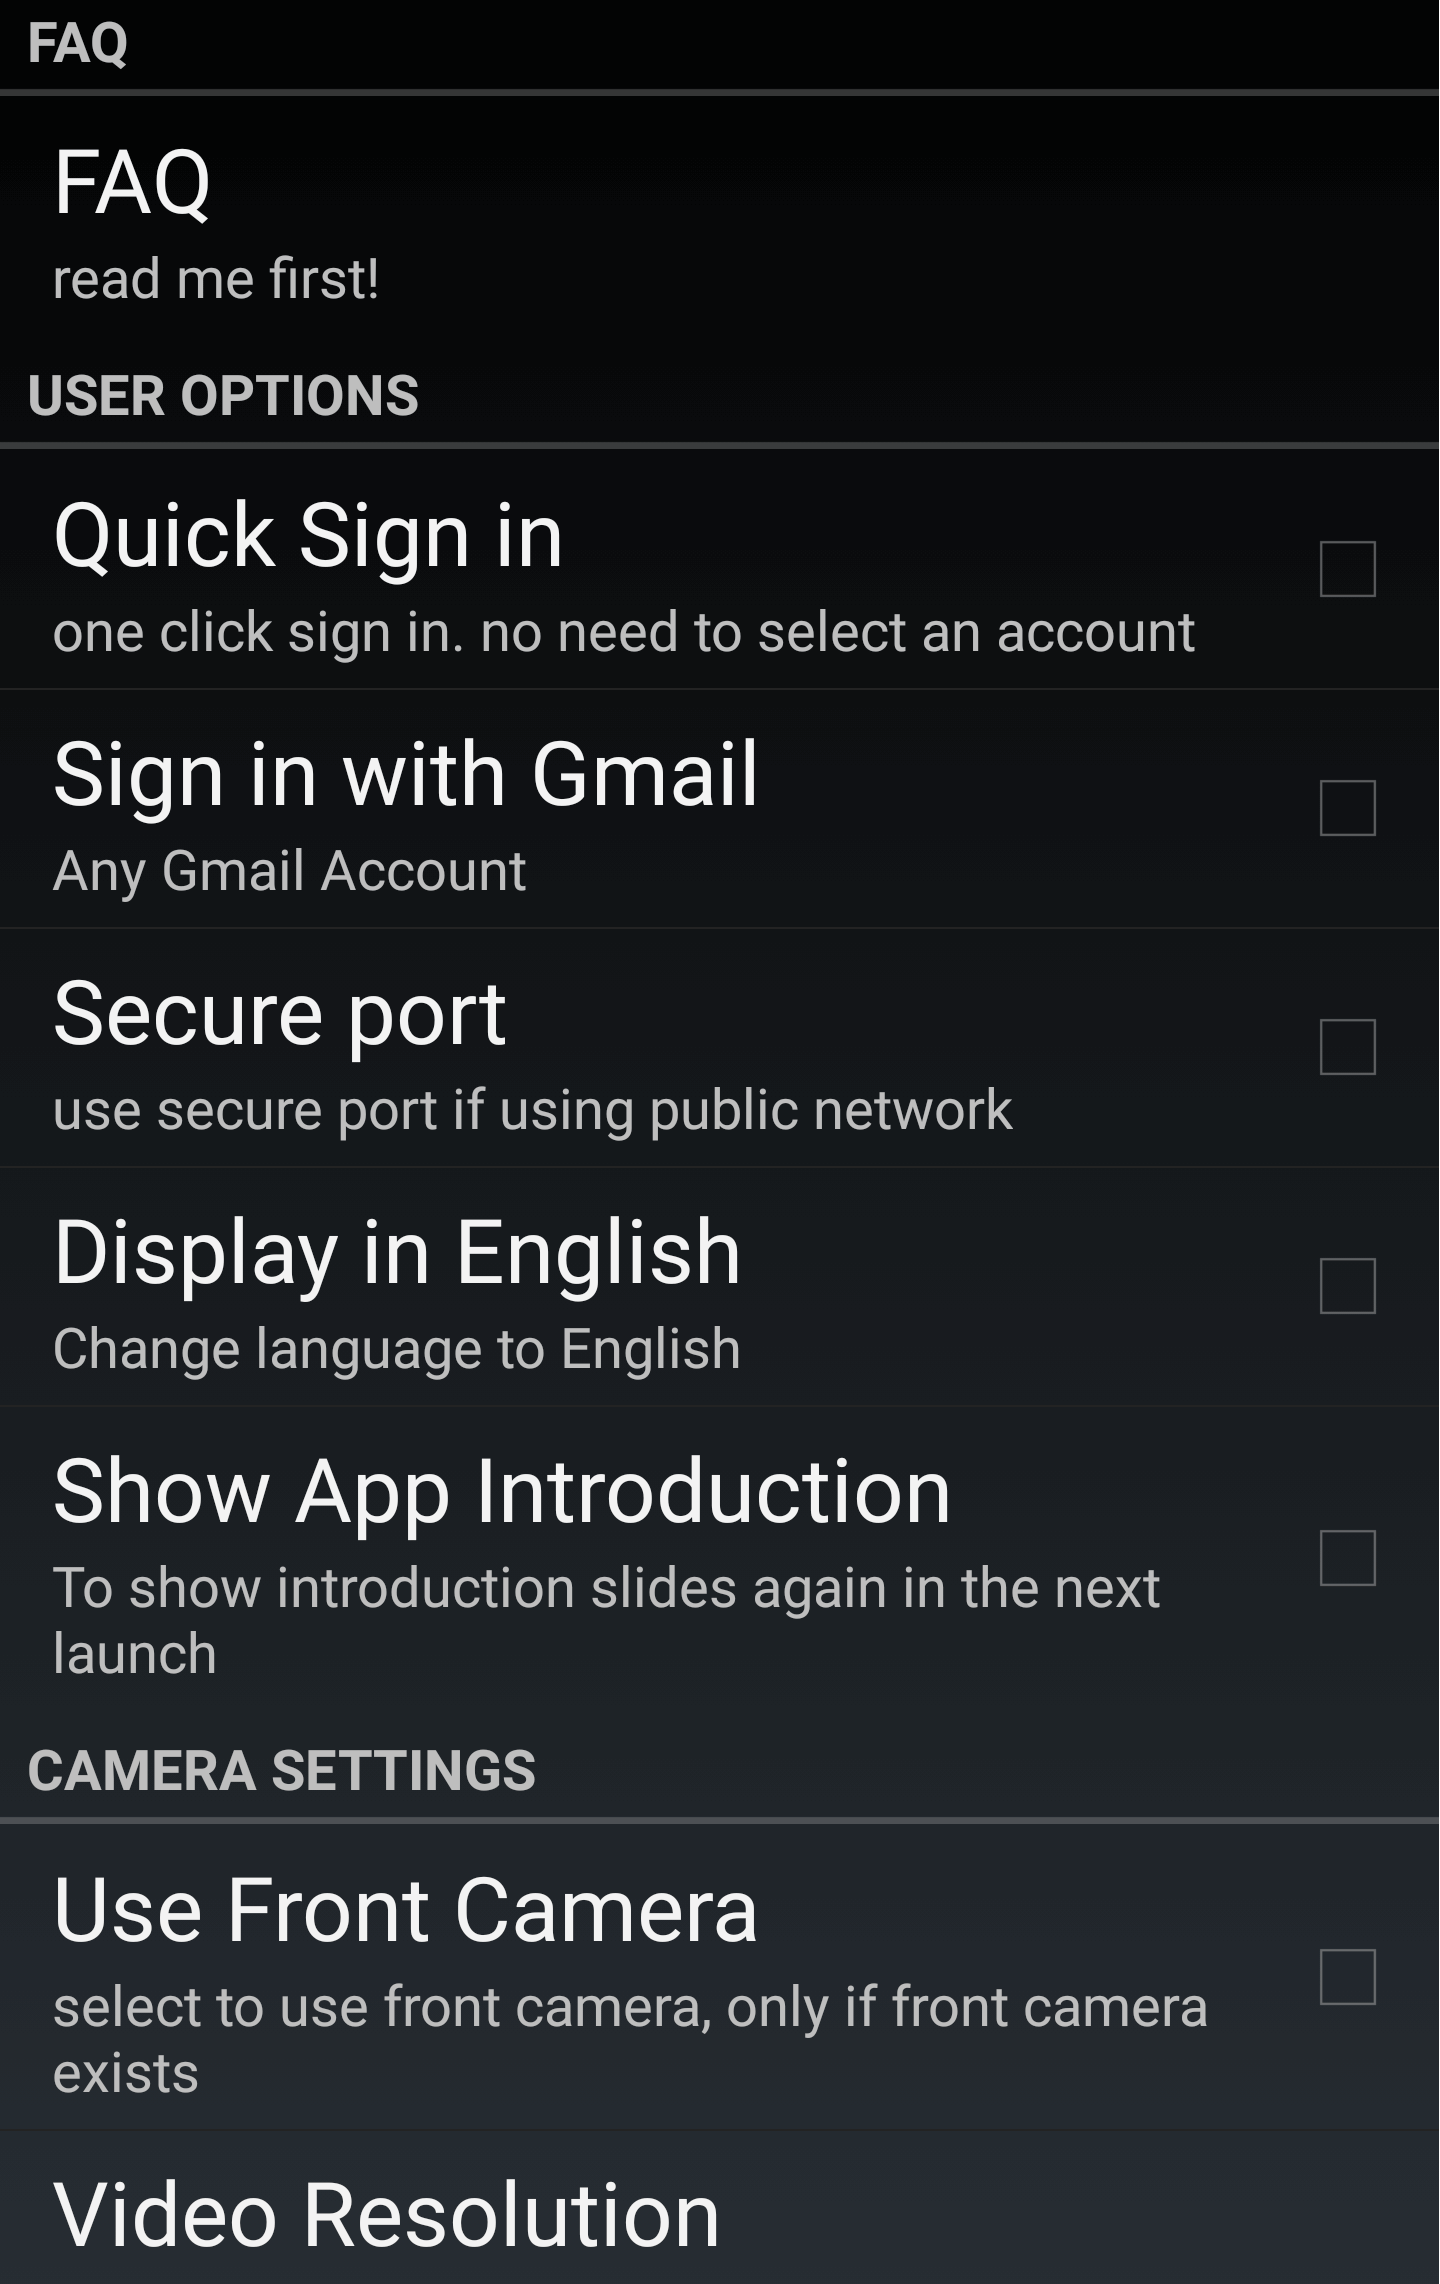 FAQ
FAQ
read me first!
USER OPTIONS
Quick Sign in
one click sign in. no need to select an account
Sign in with Gmail
Any Gmail Account
Secure port
use secure port if using public network
Display in English
Change language to English
Show App Introduction
To show introduction slides again in the next
launch
CAMERA SETTINGS
Use Front Camera
select to use front camera, only if front camera
exists
Video Resolution